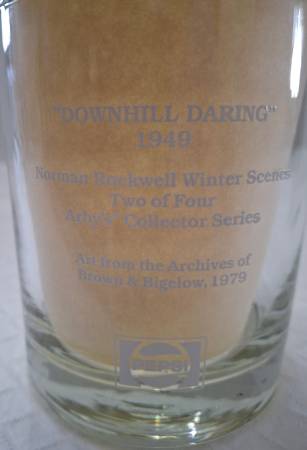 "DOWNHILL DARING"
1949
Norman Rockwell Winter Scenes
Two of Four
Arby's® Collector Series
Art from the Archives of
Brown & Bigelow, 1979
PEPSI